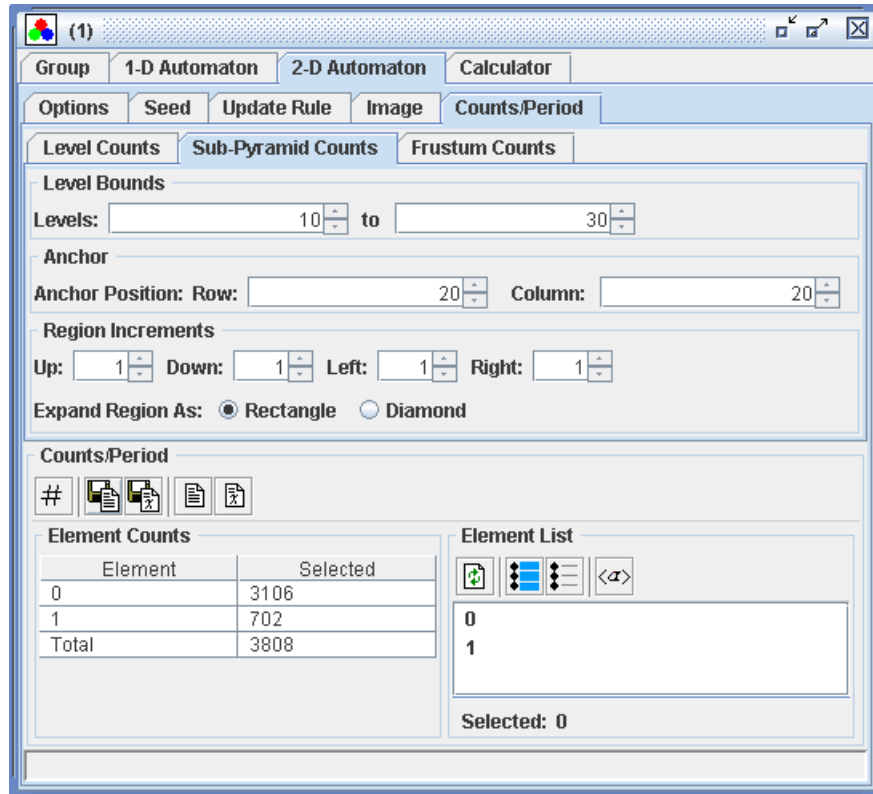 (1)
Group 1-D Automaton 2-D Automaton Calculator
Options Seed Update Rule Image Counts/Period
Level Counts Sub-Pyramid Counts Frustum Counts
Level Bounds
Levels: 10 to 30
Anchor
Anchor Position: Row: 20 Column: 20
Region Increments
Up: 1 Down: 1 Left: 1 Right: 1
Expand Region As: Rectangle Diamond
Counts/Period
#
Element Counts Element List
Element Selected
<α>
0 3106
1 702
Total 3808
0
1
Selected: 0